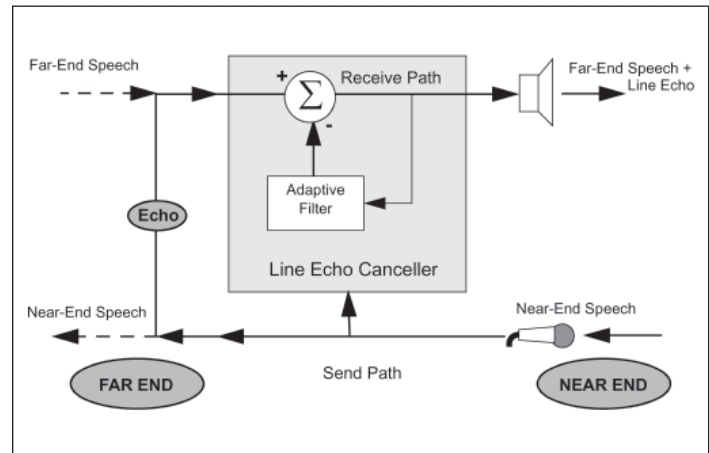 Far-End Speech
+
Σ
-
Receive Path
Far-End Speech +
Line Echo
Adaptive
Filter
Echo
Line Echo Canceller
Near-End Speech
Near-End Speech
Send Path
FAR END
NEAR END